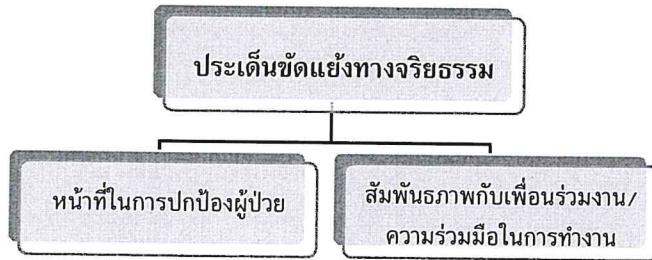 ประเด็นขัดแย้งทางจริยธรรม
หน้าที่ในการปกป้องผู้ป่วย
สัมพันธภาพกับเพื่อนร่วมงาน/
ความร่วมมือในการทำงาน